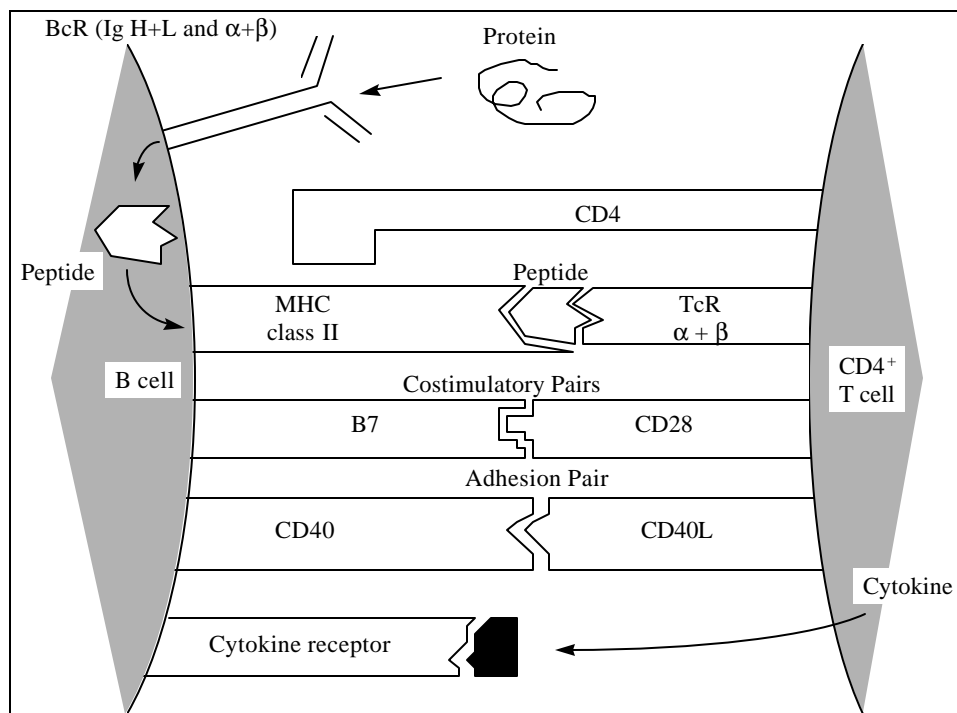 BcR (Ig H+L and α+β)
Protein
CD4
Peptide
Peptide
MHC
class II
TcR
α + β
B cell
CD4+
T cell
Costimulatory Pairs
B7
CD28
Adhesion Pair
CD40
CD40L
Cytokine
Cytokine receptor